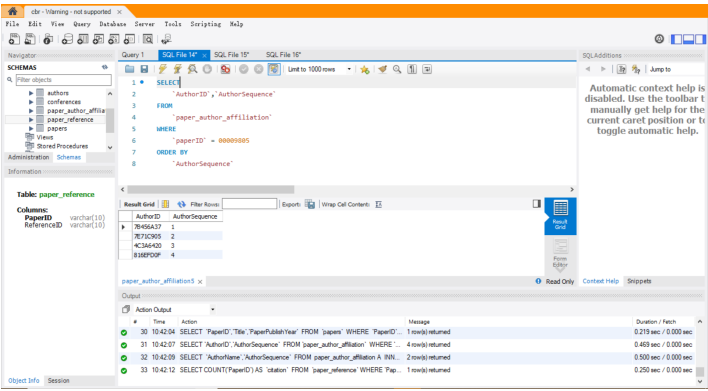 cbr - Warning - not supported ×
File Edit View Query Database Server Tools Scripting Help
Navigator
SCHEMAS
Filter objects
authors
conferences
paper_author_affilia
paper_reference
papers
Views
Stored Procedures
Administration Schemas
Information
Table: paper_reference
Columns:
PaperID varchar(10)
ReferenceID varchar(10)
Object Info Session
Query 1 SQL File 14* × SQL File 15* SQL File 16*
Limit to 1000 rows
1 SELECT
2 `AuthorID`,`AuthorSequence`
3 FROM
4 `paper_author_affiliation`
5 WHERE
6 `paperID` = 00009805
7 ORDER BY
8 `AuthorSequence`
Result Grid Filter Rows: Export: Wrap Cell Content:
AuthorID AuthorSequence
78456A37 1
7E71C905 2
4C3A6420 3
816EFD0F 4
Result
Grid
Form
Editor
paper_author_affiliation5 × Read Only
SQLAdditions
Jump to
Automatic context help is
disabled. Use the toolbar t
manually get help for the
current caret position or to
toggle automatic help.
Context Help Snippets
Output
Action Output
# Time Action Message Duration / Fetch
30 10:42:04 SELECT `PaperID`,`Title`,`PaperPublishYear` FROM `papers` WHERE `PaperID`... 1 row(s) returned 0.219 sec / 0.000 sec
31 10:42:07 SELECT `AuthorID`,`AuthorSequence` FROM `paper_author_affiliation` WHERE `... 4 row(s) returned 0.469 sec / 0.000 sec
32 10:42:09 SELECT `AuthorName`,`AuthorSequence` FROM paper_author_affiliation A INN... 2 row(s) returned 0.500 sec / 0.000 sec
33 10:42:12 SELECT COUNT(`PaperID`) AS `citation` FROM `paper_reference` WHERE `Pap... 1 row(s) returned 0.250 sec / 0.000 sec